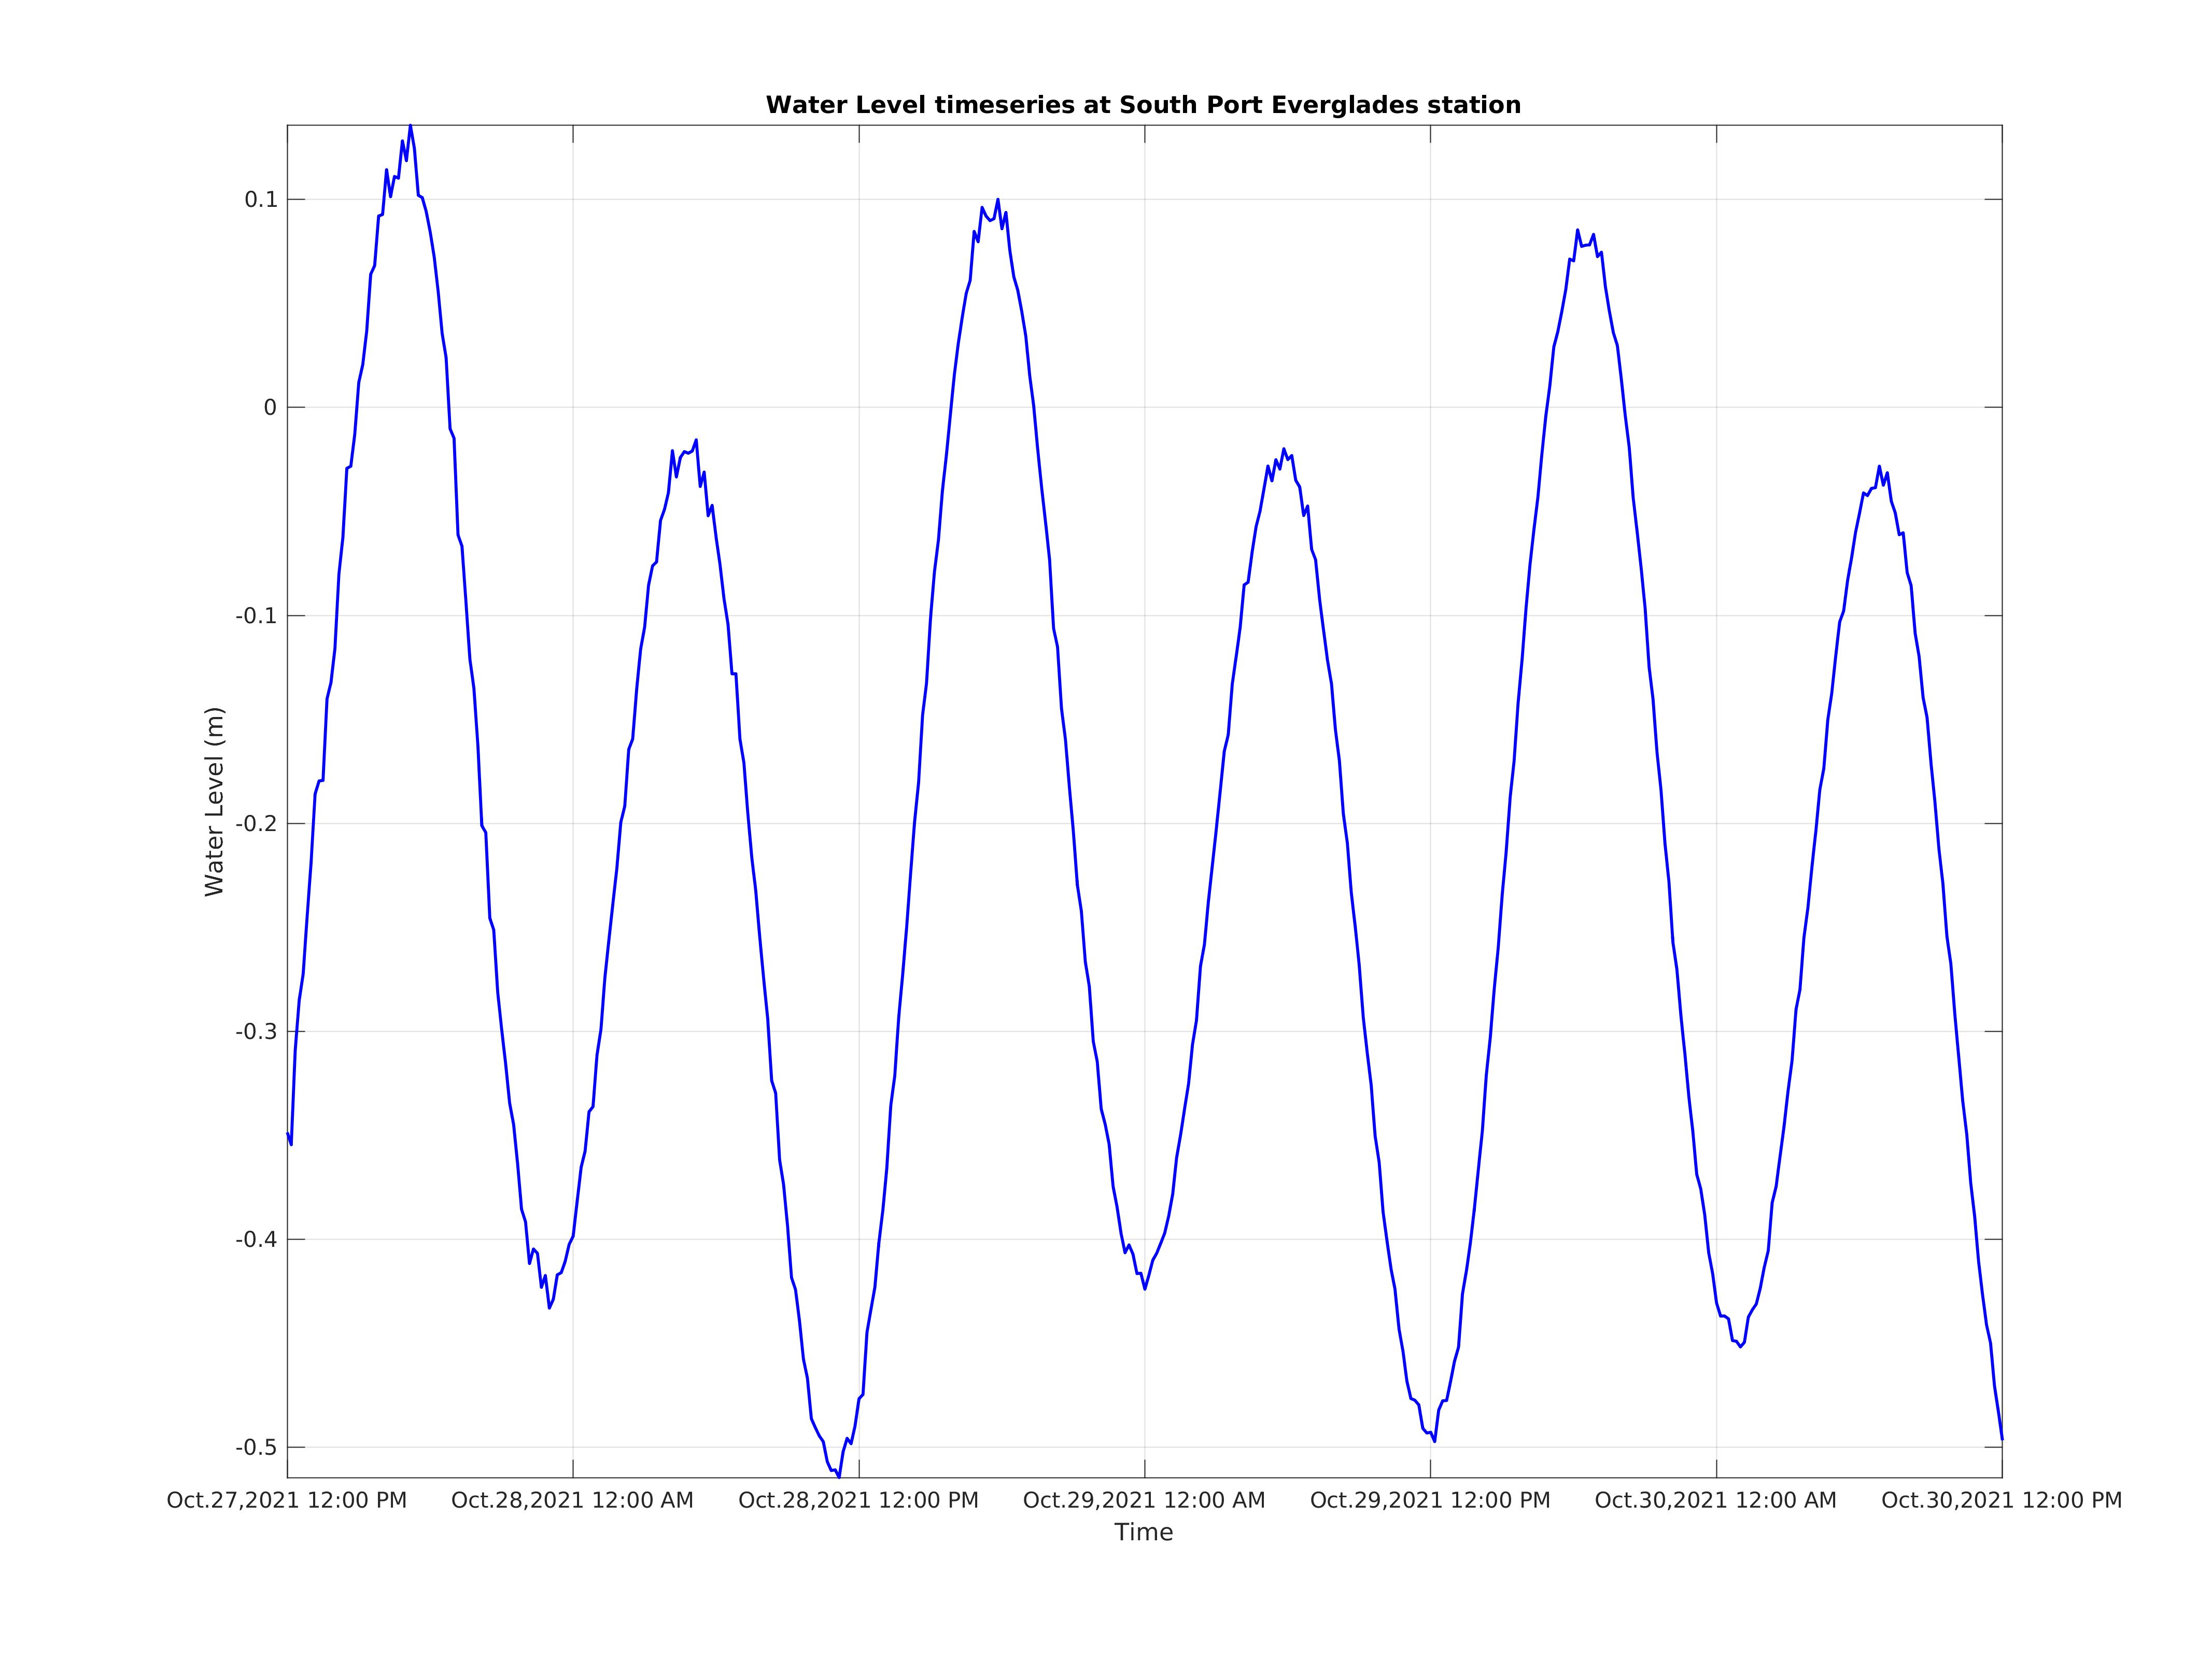 Water Level timeseries at South Port Everglades station
0.1
0
-0.1
-0.2
-0.3
-0.4
-0.5
Water Level (m)
Oct.27,2021 12:00 PM
Oct.28,2021 12:00 AM
Oct.28,2021 12:00 PM
Oct.29,2021 12:00 AM
Oct.29,2021 12:00 PM
Oct.30,2021 12:00 AM
Oct.30,2021 12:00 PM
Time